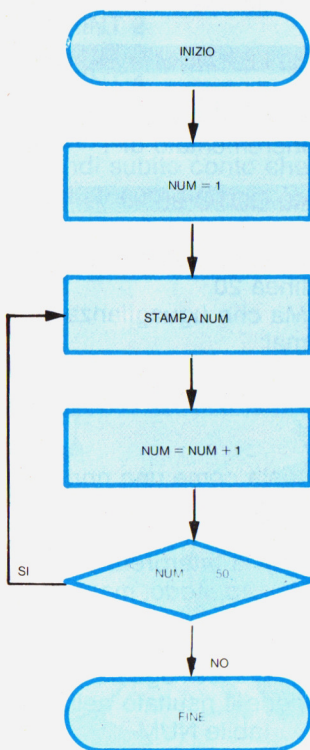 INIZIO
NUM = 1
STAMPA NUM
NUM = NUM + 1
NUM 50
SI
NO
FINE